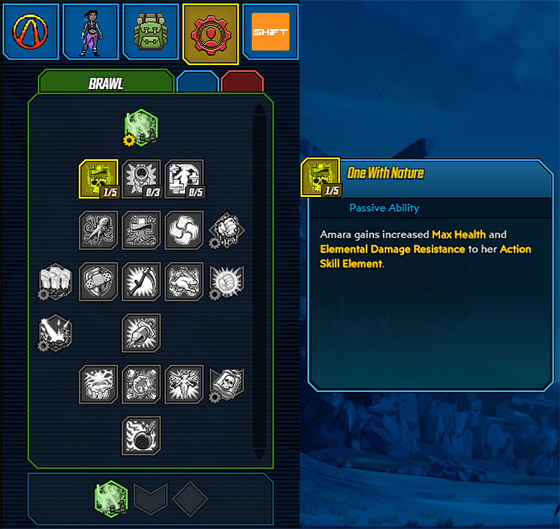 SHiFT
BRAWL
1/5
0/3
0/5
1/5
One With Nature
Passive Ability
Amara gains increased Max Health and
Elemental Damage Resistance to her Action
Skill Element.